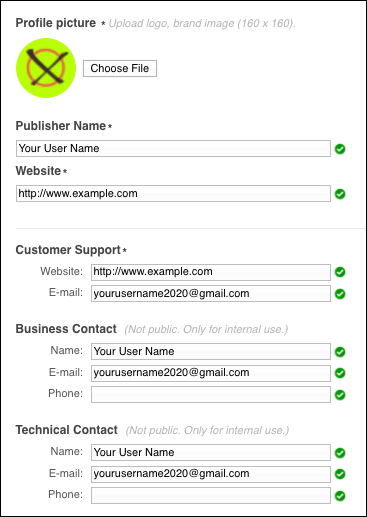 Profile picture * Upload logo, brand image (160 x 160).
Choose File
Publisher Name*
Your User Name
Website*
http://www.example.com
Customer Support*
Website: http://www.example.com
E-mail: yourusername2020@gmail.com
Business Contact (Not public. Only for internal use.)
Name: Your User Name
E-mail: yourusername2020@gmail.com
Phone:
Technical Contact (Not public. Only for internal use.)
Name: Your User Name
E-mail: yourusername2020@gmail.com
Phone: